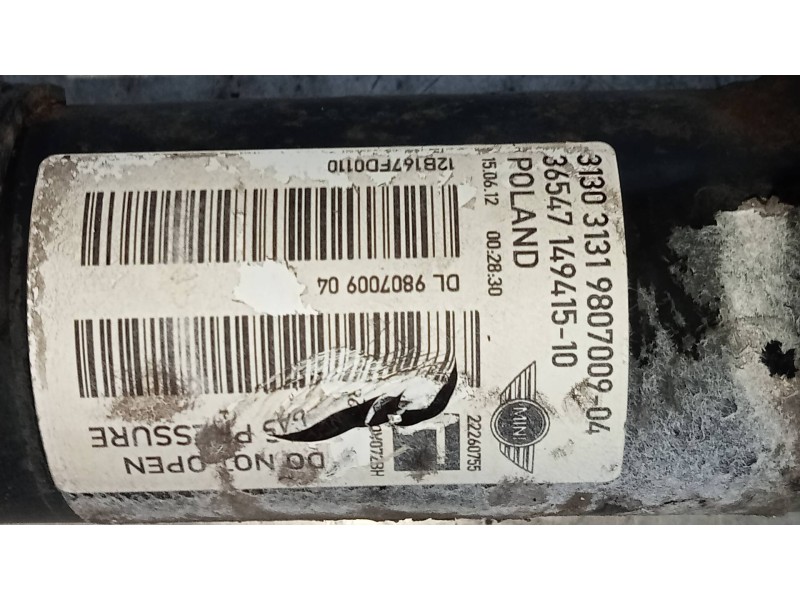 3130 3131 9807009-04
36547 149415-10
POLAND
15.06.12 00:28:30
12B167FD0110
DL 9807009 04
MINI
22260755
DO NOT OPEN
GAS PRESSURE